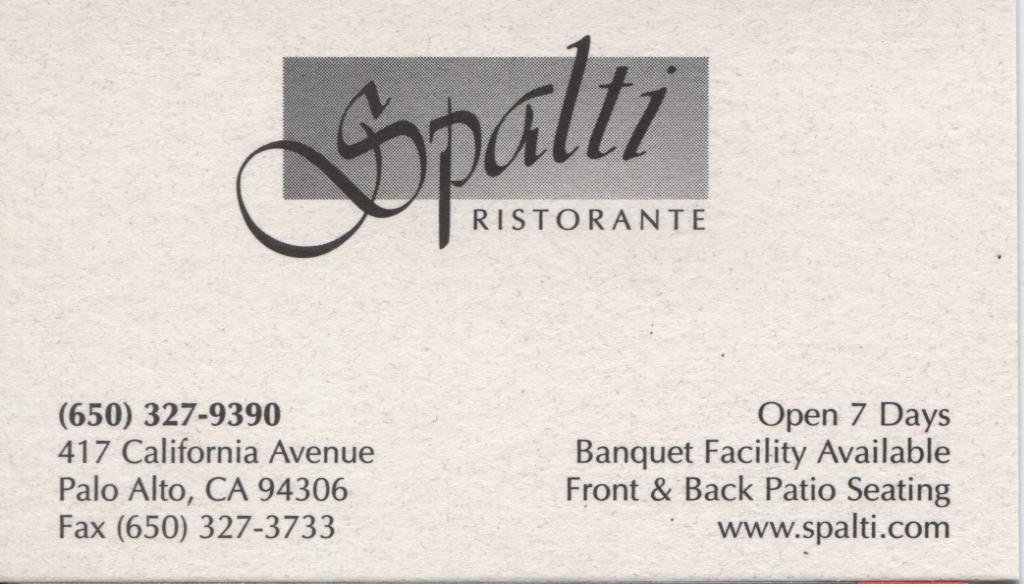 Spalti
RISTORANTE
(650) 327-9390
417 California Avenue
Palo Alto, CA 94306
Fax (650) 327-3733
Open 7 Days
Banquet Facility Available
Front & Back Patio Seating
www.spalti.com